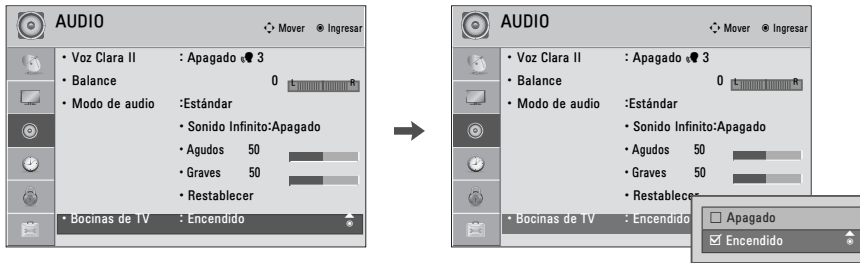 AUDIO
Mover Ingresar
• Voz Clara II : Apagado 3
• Balance 0 L R
• Modo de audio :Estándar
• Sonido Infinito:Apagado
• Agudos 50
• Graves 50
• Restablecer
• Bocinas de TV : Encendido
AUDIO
Mover Ingresar
• Voz Clara II : Apagado 3
• Balance 0 L R
• Modo de audio :Estándar
• Sonido Infinito:Apagado
• Agudos 50
• Graves 50
• Restablecer
• Bocinas de TV : Encendido
☐ Apagado
☑ Encendido